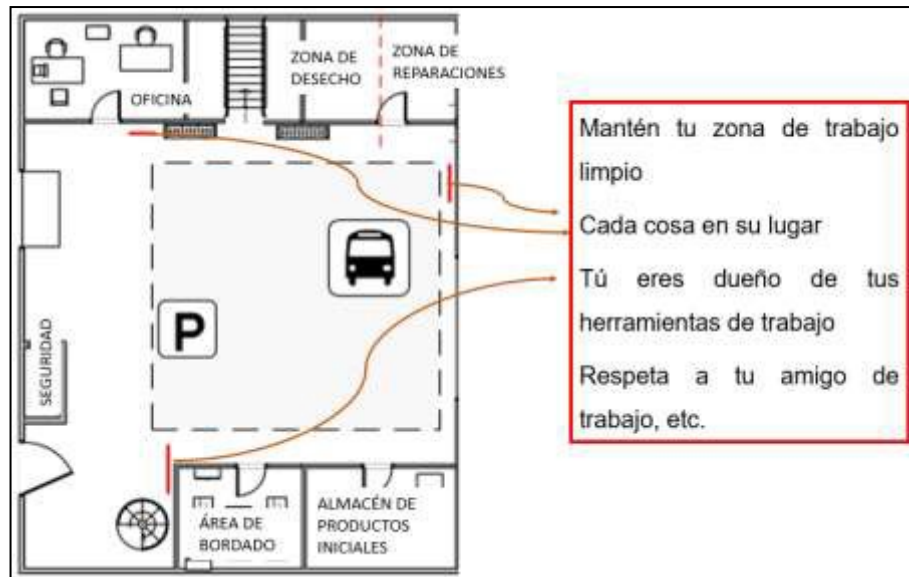 ZONA DE
DESECHO
ZONA DE
REPARACIONES
OFICINA
P
SEGURIDAD
ÁREA DE
BORDADO
ALMACÉN DE
PRODUCTOS
INICIALES
Mantén tu zona de trabajo
limpio
Cada cosa en su lugar
Tú eres dueño de tus
herramientas de trabajo
Respeta a tu amigo de
trabajo, etc.